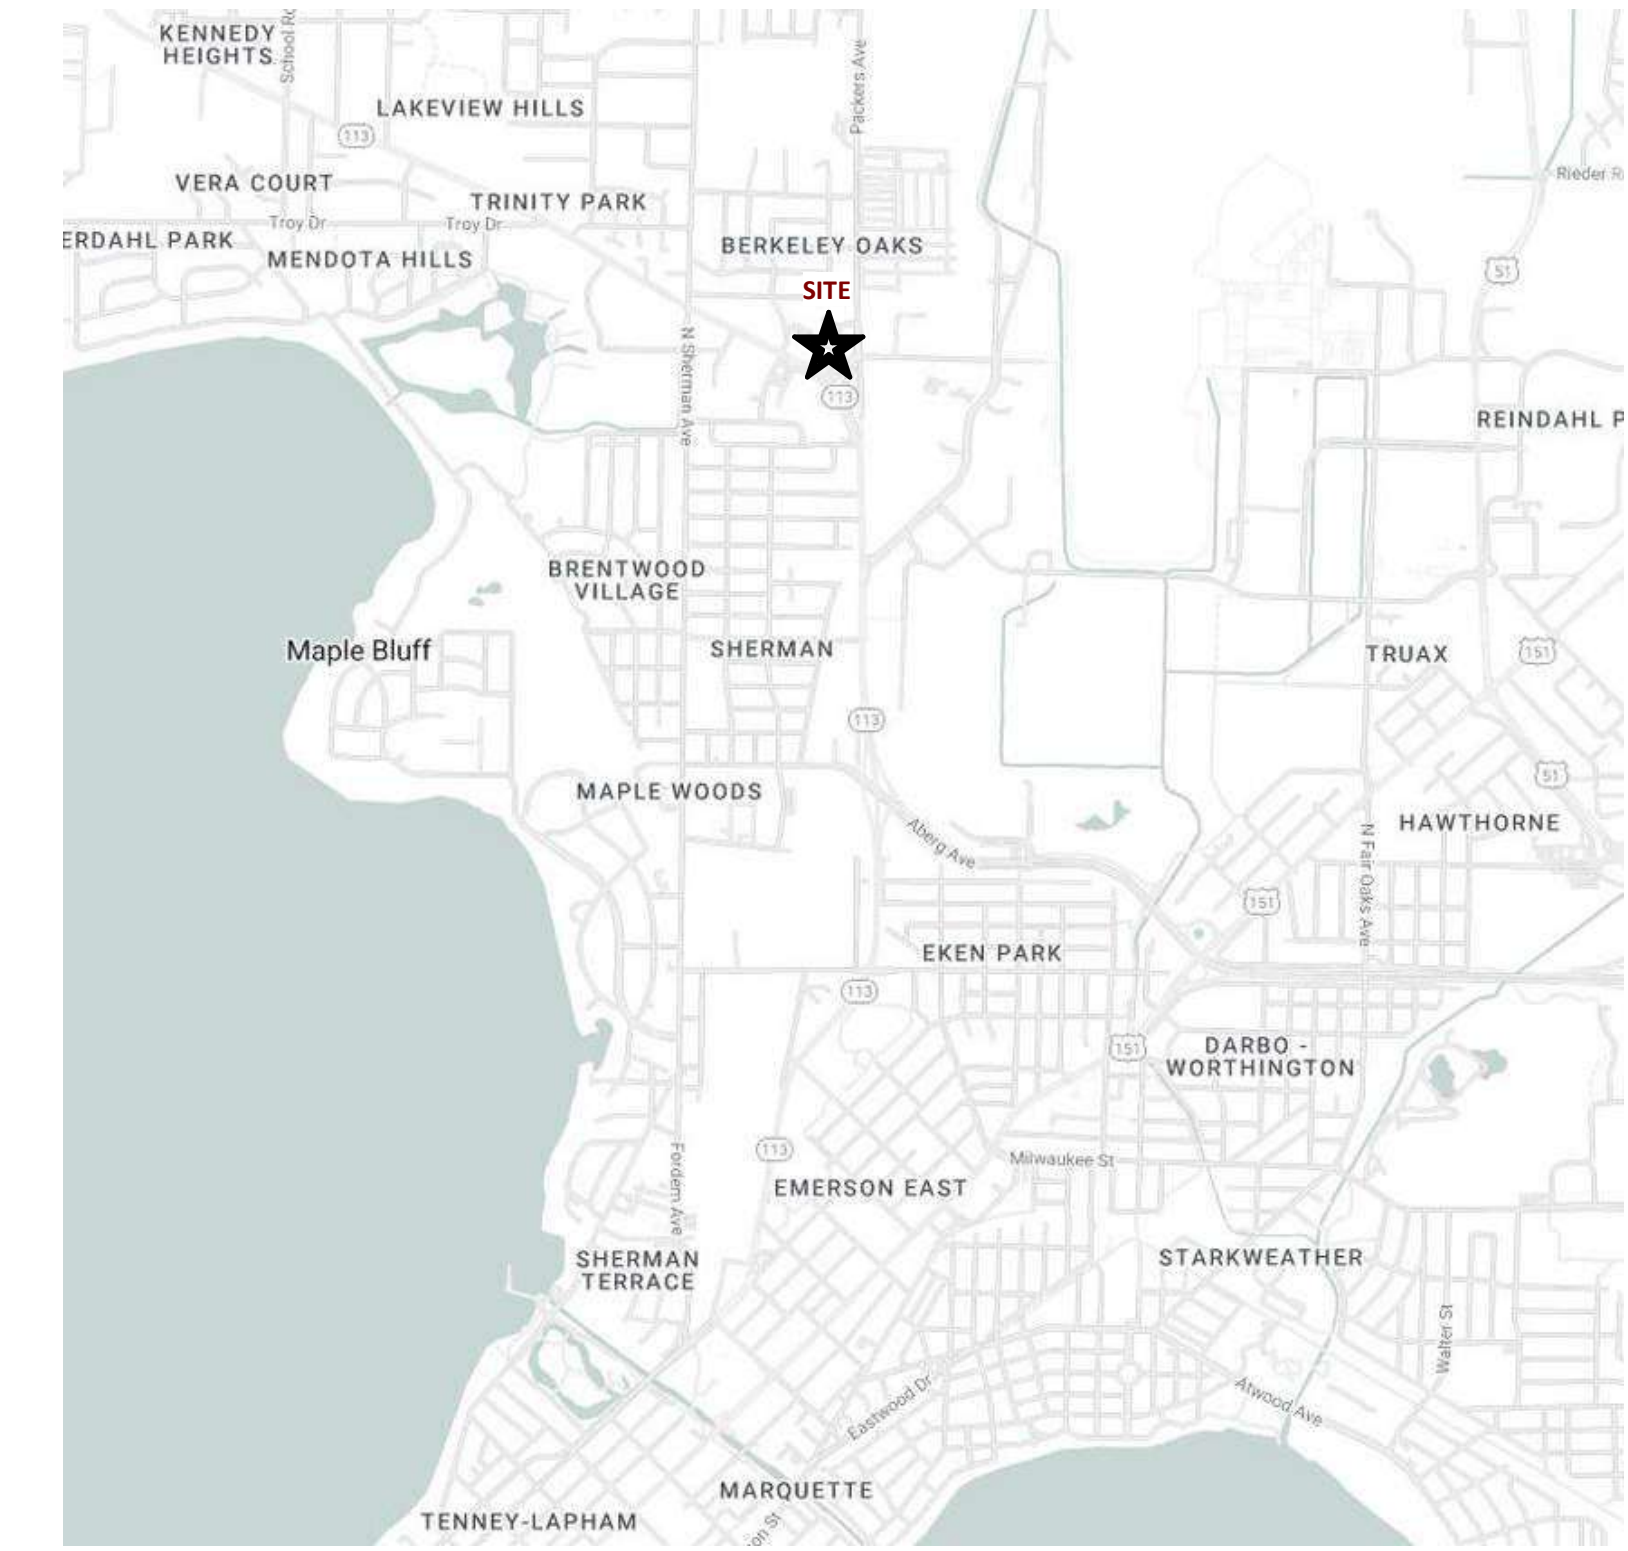 KENNEDY
HEIGHTS
School Rd
Packers Ave
LAKEVIEW HILLS
113
Rieder R
VERA COURT
TRINITY PARK
Troy Dr
Troy Dr
ERDAHL PARK
BERKELEY OAKS
MENDOTA HILLS
51
SITE
N Sherman Ave
113
REINDAHL P
BRENTWOOD
VILLAGE
Maple Bluff
SHERMAN
TRUAX
151
113
51
MAPLE WOODS
Aberg Ave
HAWTHORNE
N Fair Oaks Ave
151
EKEN PARK
113
151
DARBO -
WORTHINGTON
113
Milwaukee St
Fordem Ave
EMERSON EAST
SHERMAN
TERRACE
STARKWEATHER
Walter St
Eastwood Dr
Atwood Ave
MARQUETTE
TENNEY-LAPHAM
on St